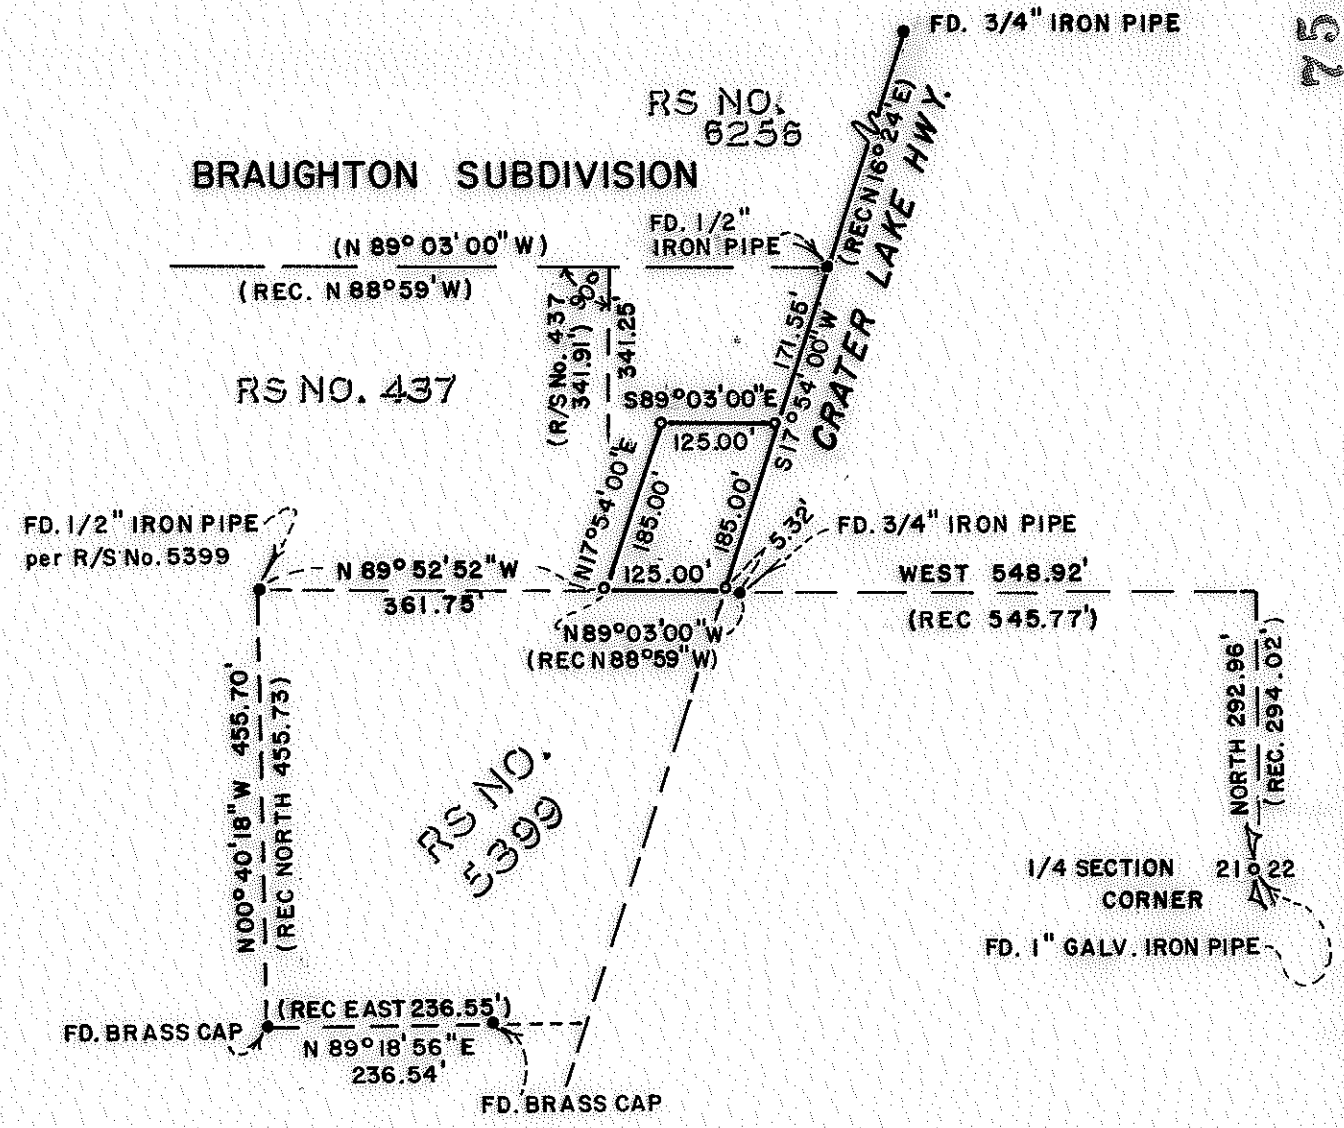 FD. 3/4" IRON PIPE
57
RS NO.
6256
(REC N 16°24'E)
CRATER LAKE HWY.
BRAUGHTON SUBDIVISION
FD. 1/2"
IRON PIPE
(N 89°03'00"W)
(REC. N 88°59'W)
(R/S No. 437
341.91')
900
341.25'
171.56'
S17°54'00"W
RS NO. 437
S89°03'00"E
125.00'
N17°54'00"E
185.00'
185.00'
5.32'
FD. 1/2" IRON PIPE
per R/S No. 5399
FD. 3/4" IRON PIPE
N 89°52'52"W
361.75'
125.00'
WEST 548.92'
(REC 545.77')
N89°03'00"W
(REC N 88°59"W)
NORTH 292.96'
(REC. 294.02')
N00°40'18"W 455.70'
(REC NORTH 455.73)
RS NO.
5399
1/4 SECTION
CORNER
21 22
FD. 1" GALV. IRON PIPE
(REC EAST 236.55')
FD. BRASS CAP
N 89°18'56"E
236.54'
FD. BRASS CAP